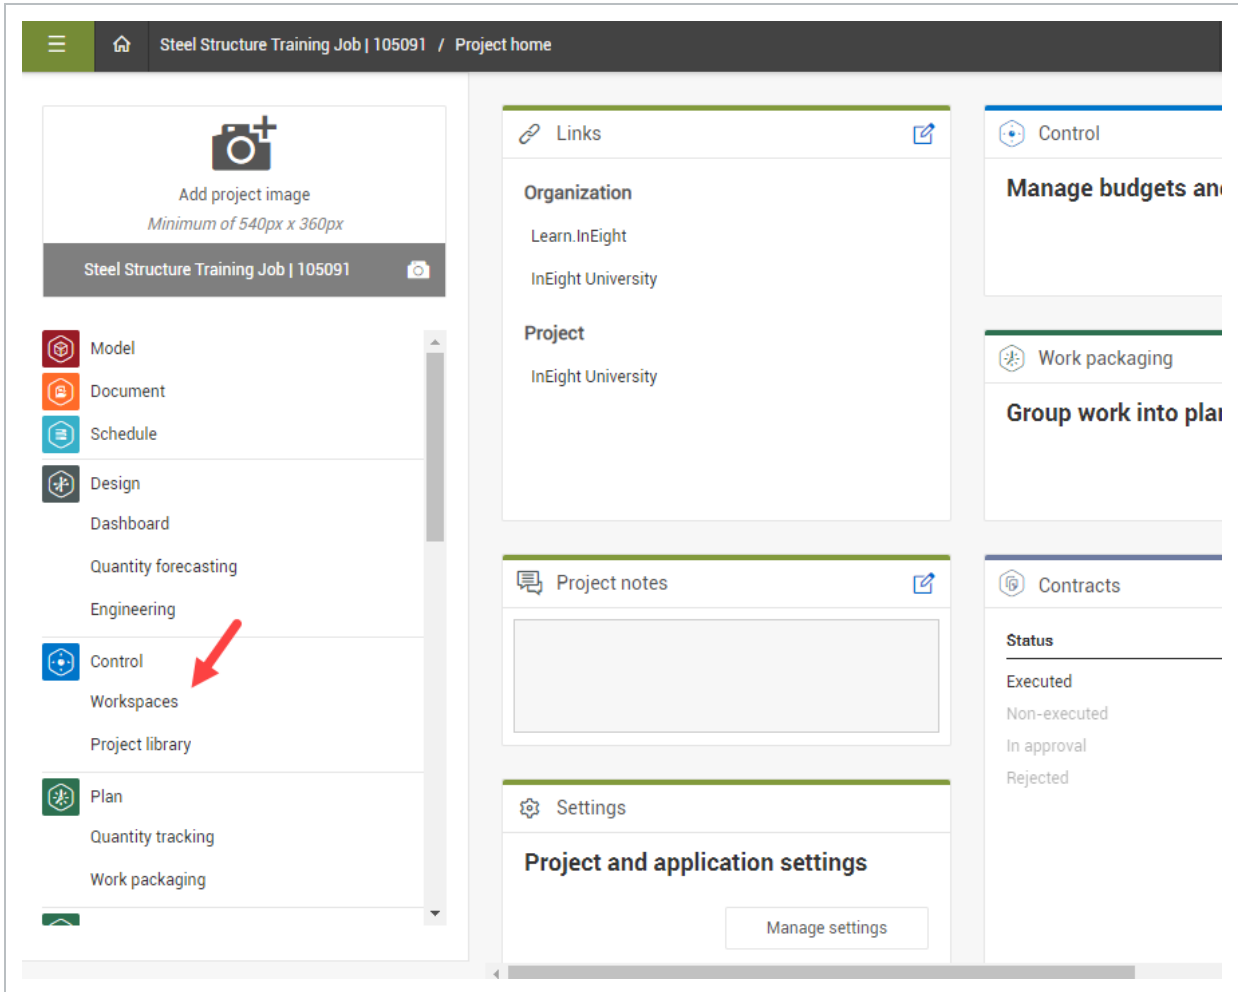 Steel Structure Training Job | 105091 / Project home
Add project image
Minimum of 540px x 360px
Steel Structure Training Job | 105091
Model
Document
Schedule
Design
Dashboard
Quantity forecasting
Engineering
Control
Workspaces
Project library
Plan
Quantity tracking
Work packaging
Links
Organization
Learn.InEight
InEight University
Project
InEight University
Project notes
Settings
Project and application settings
Manage settings
Control
Manage budgets
Work packaging
Group work into
Contracts
Status
Executed
Non-executed
In approval
Rejected